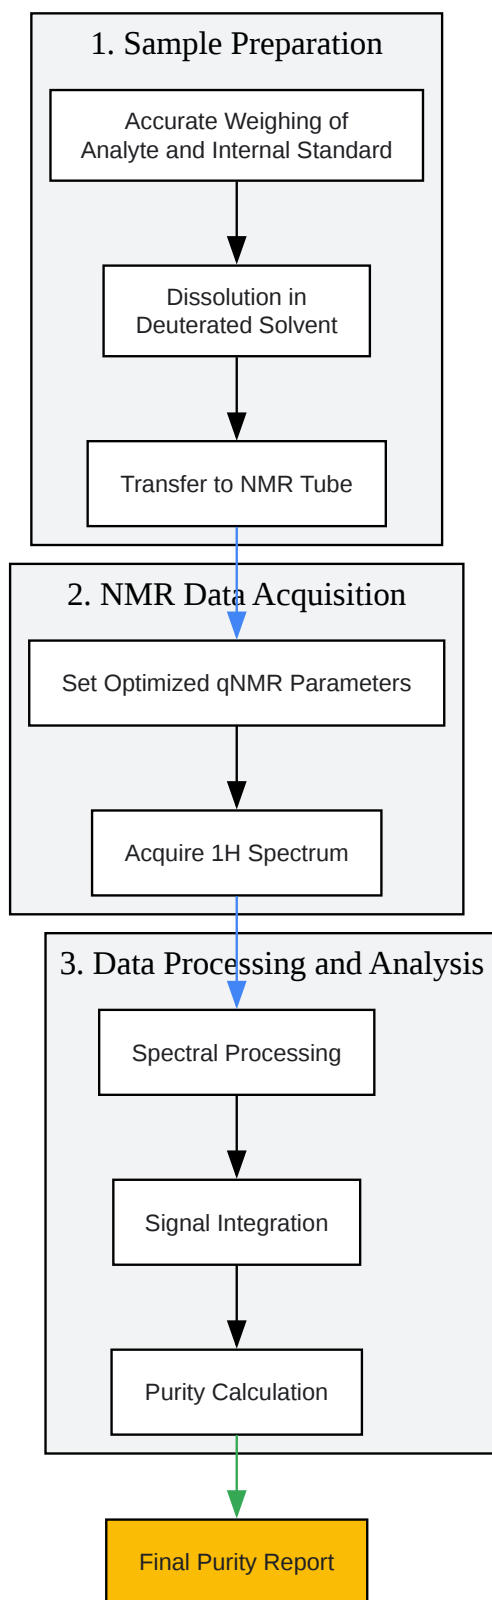 1. Sample Preparation
Accurate Weighing of
Analyte and Internal Standard
Dissolution in
Deuterated Solvent
Transfer to NMR Tube
2. NMR Data Acquisition
Set Optimized qNMR Parameters
Acquire 1H Spectrum
3. Data Processing and Analysis
Spectral Processing
Signal Integration
Purity Calculation
Final Purity Report